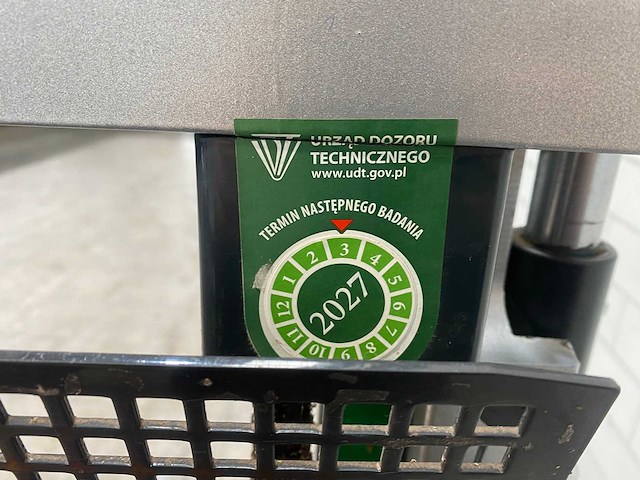 URZĄD DOZORU
TECHNICZNEGO
www.udt.gov.pl
TERMIN NASTĘPNEGO BADANIA
1 2 3 4 5 6 7 8 9 10 11 12
2027